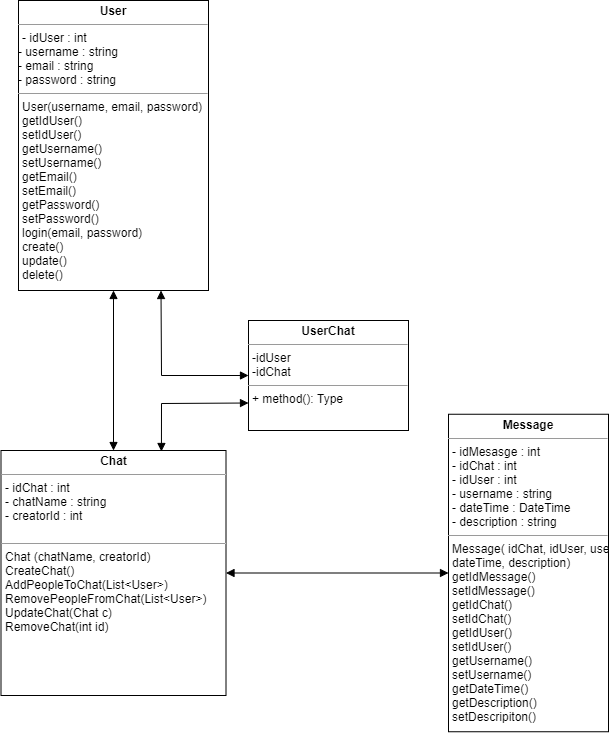 User
- idUser : int
- username : string
- email : string
- password : string
User(username, email, password)
getIdUser()
setIdUser()
getUsername()
setUsername()
getEmail()
setEmail()
getPassword()
setPassword()
login(email, password)
create()
update()
delete()
UserChat
-idUser
-idChat
+ method(): Type
Chat
- idChat : int
- chatName : string
- creatorId : int
Chat (chatName, creatorId)
CreateChat()
AddPeopleToChat(List<User>)
RemovePeopleFromChat(List<User>)
UpdateChat(Chat c)
RemoveChat(int id)
Message
- idMesasge : int
- idChat : int
- idUser : int
- username : string
- dateTime : DateTime
- description : string
Message( idChat, idUser, use
dateTime, description)
getIdMessage()
setIdMessage()
getIdChat()
setIdChat()
getIdUser()
setIdUser()
getUsername()
setUsername()
getDateTime()
getDescription()
setDescripiton()